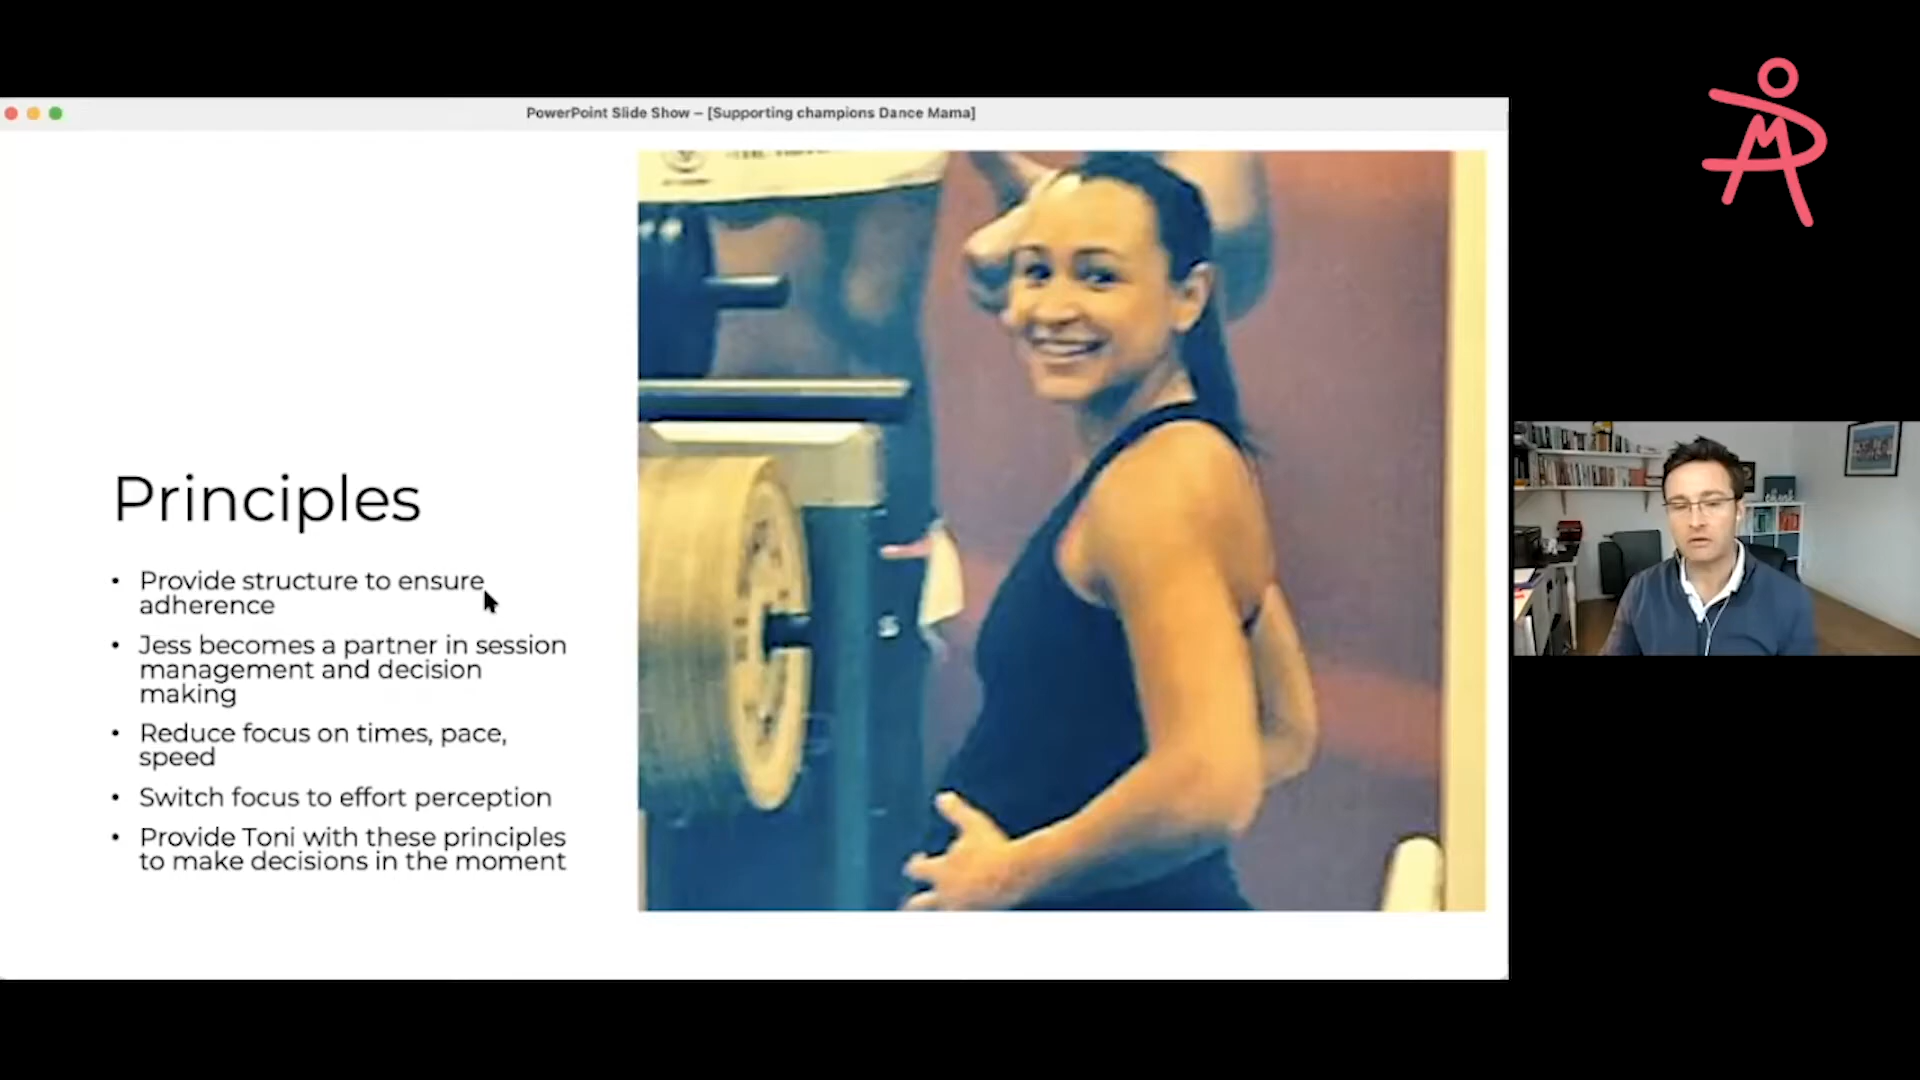 PowerPoint Slide Show – [Supporting champions Dance Mama]
Principles
• Provide structure to ensure
adherence
• Jess becomes a partner in session
management and decision
making
• Reduce focus on times, pace,
speed
• Switch focus to effort perception
• Provide Toni with these principles
to make decisions in the moment